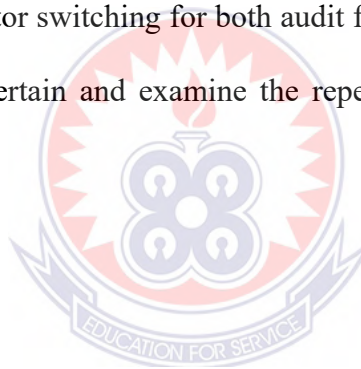 tor switching for both audit f
ertain and examine the repe
EDUCATION FOR SERVICE